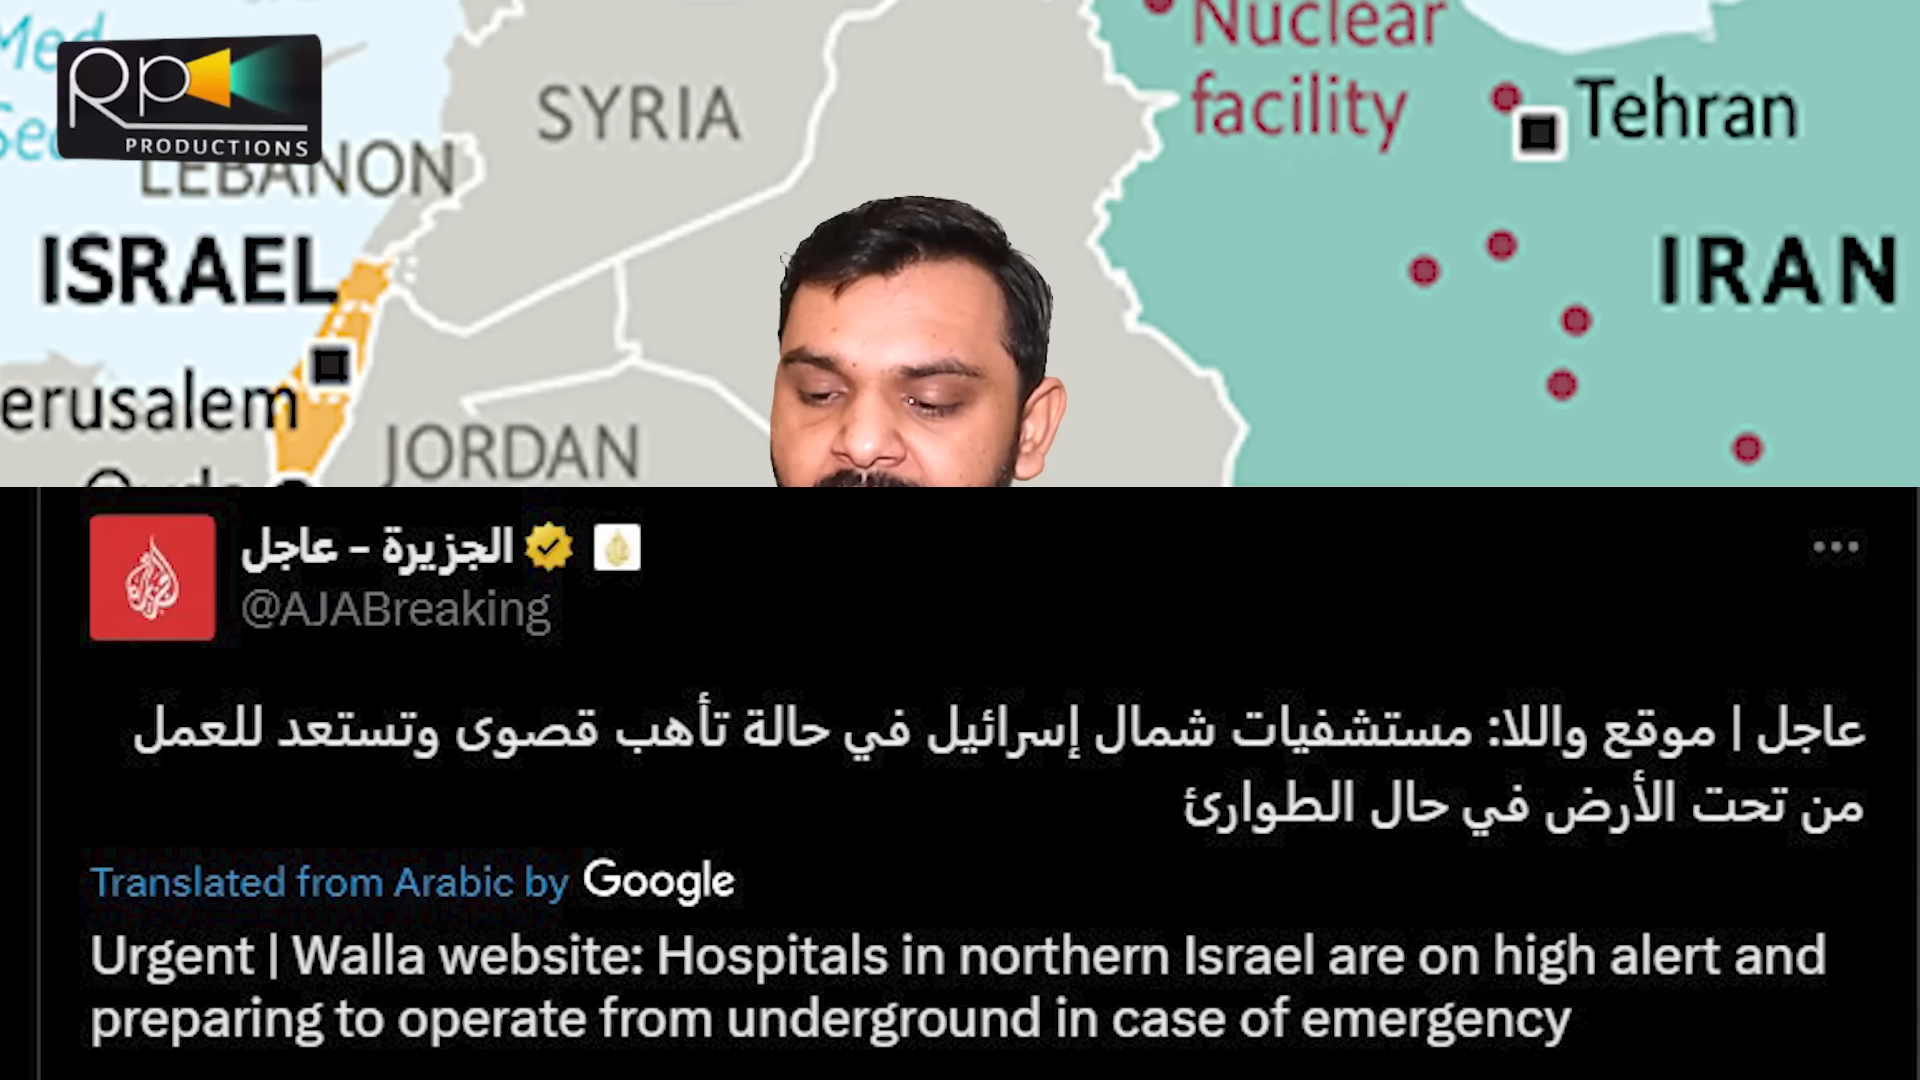 Med
Sea
Rp
PRODUCTIONS
LEBANON
SYRIA
Nuclear
facility
Tehran
ISRAEL
IRAN
erusalem
JORDAN
الجزيرة – عاجل
@AJABreaking
عاجل | موقع واللا: مستشفيات شمال إسرائيل في حالة تأهب قصوى وتستعد للعمل
من تحت الأرض في حال الطوارئ
Translated from Arabic by Google
Urgent | Walla website: Hospitals in northern Israel are on high alert and
preparing to operate from underground in case of emergency